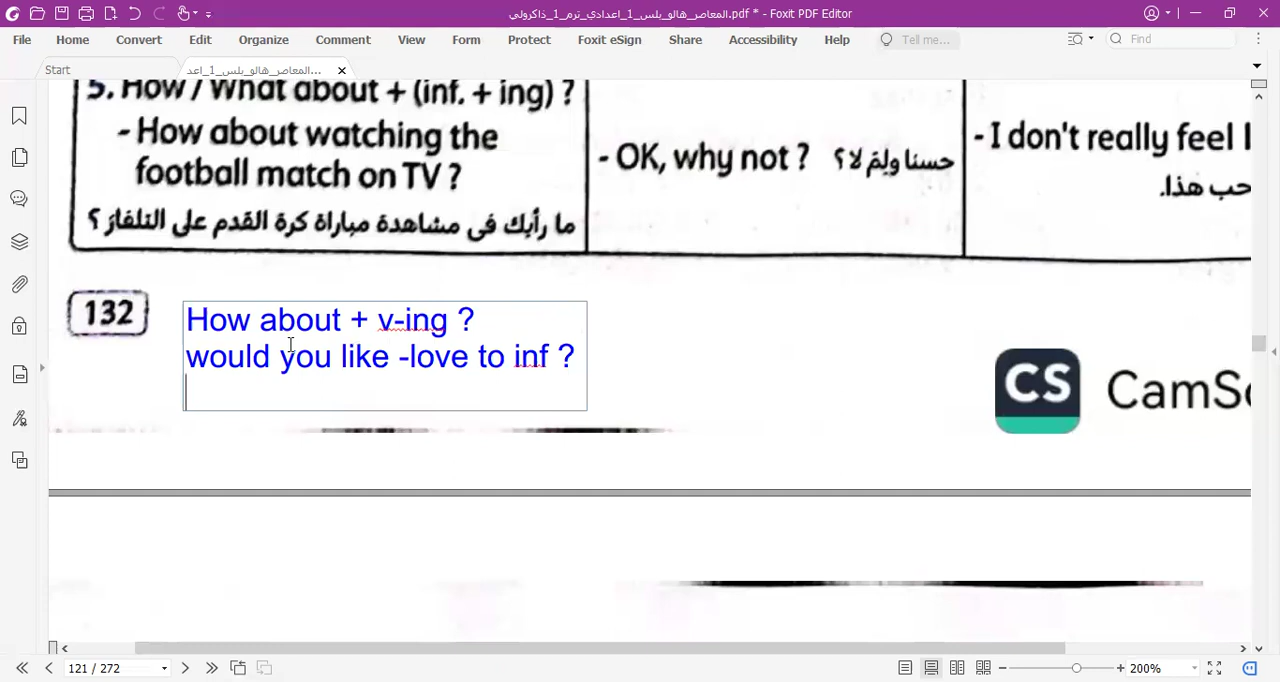 المعاصر_هالو_بلس_1_اعدادي_ترم_1_ذاكرولي.pdf * - Foxit PDF Editor
File Home Convert Edit Organize Comment View Form Protect Foxit eSign Share Accessibility Help Tell me... Find
Start المعاصر_هالو_بلس_1_اعد...
5. How / What about + (inf. + ing) ?
- How about watching the
football match on TV ?
ما رأيك فى مشاهدة مباراة كرة القدم على التلفاز ؟
- OK, why not ? حسنا ولِمَ لا ؟
- I don't really feel l
حب هذا.
132
How about + v-ing ?
would you like -love to inf ?
CS CamSc
121 / 272
200%